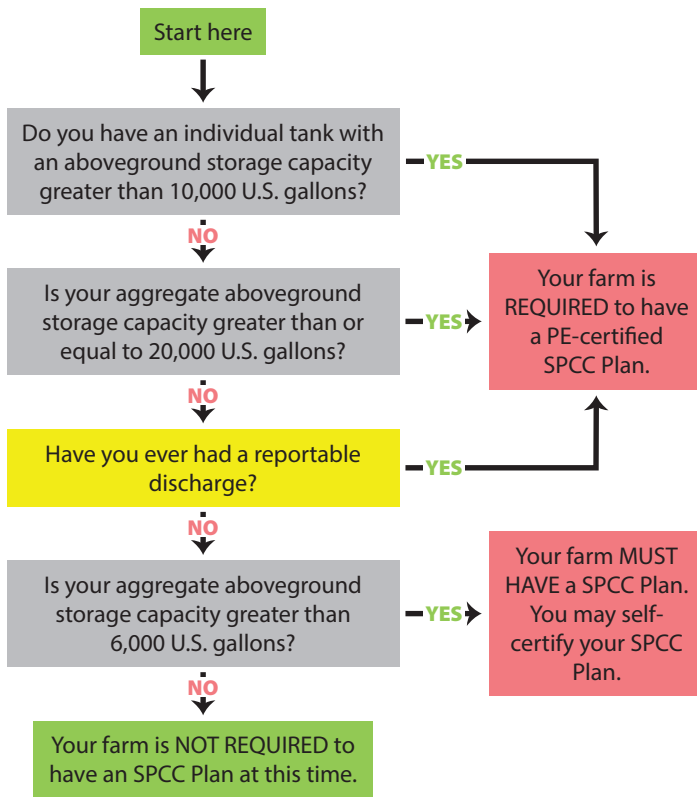 Start here
Do you have an individual tank with
an aboveground storage capacity
greater than 10,000 U.S. gallons?
YES
NO
Is your aggregate aboveground
storage capacity greater than or
equal to 20,000 U.S. gallons?
YES
Your farm is
REQUIRED to have
a PE-certified
SPCC Plan.
NO
Have you ever had a reportable
discharge?
YES
NO
Is your aggregate aboveground
storage capacity greater than
6,000 U.S. gallons?
YES
Your farm MUST
HAVE a SPCC Plan.
You may self-
certify your SPCC
Plan.
NO
Your farm is NOT REQUIRED to
have an SPCC Plan at this time.